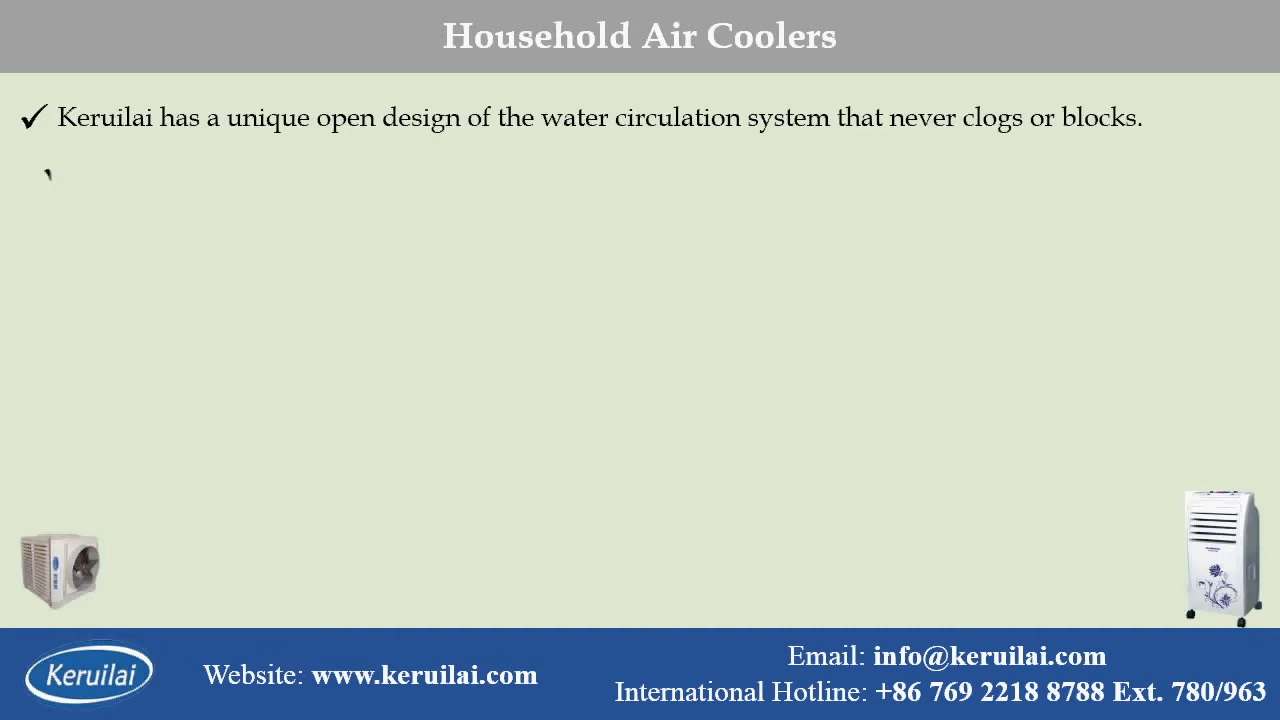 Household Air Coolers
✓ Keruilai has a unique open design of the water circulation system that never clogs or blocks.
Keruilai
Website: www.keruilai.com
Email: info@keruilai.com
International Hotline: +86 769 2218 8788 Ext. 780/963